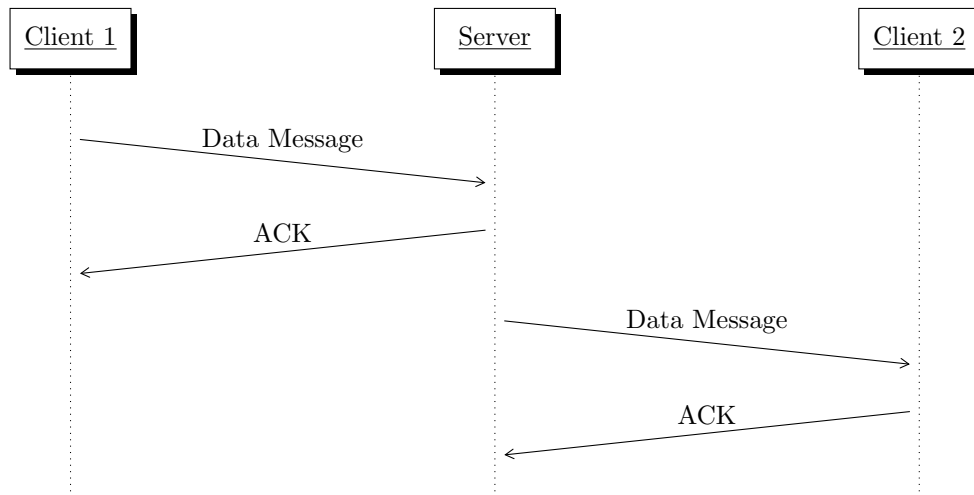 Client 1
Server
Client 2
Data Message
ACK
Data Message
ACK